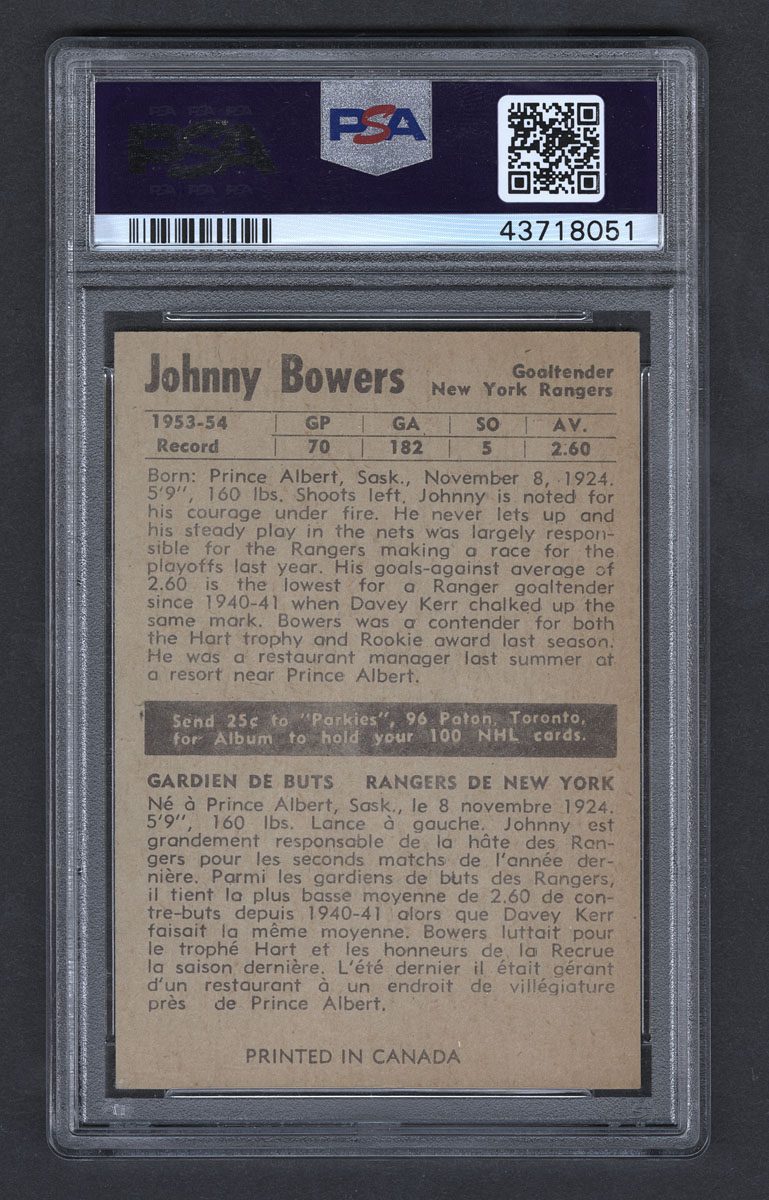 PSA PSA PSA
PSA
PSA PSA PSA
PSA
43718051
Johnny Bowers
Goaltender
New York Rangers
1953-54 GP GA SO AV.
Record 70 182 5 2.60
Born: Prince Albert, Sask., November 8, 1924.
5'9", 160 lbs. Shoots left. Johnny is noted for
his courage under fire. He never lets up and
his steady play in the nets was largely respon-
sible for the Rangers making a race for the
playoffs last year. His goals-against average of
2.60 is the lowest for a Ranger goaltender
since 1940-41 when Davey Kerr chalked up the
same mark. Bowers was a contender for both
the Hart trophy and Rookie award last season.
He was a restaurant manager last summer at
a resort near Prince Albert.
Send 25¢ to "Parkies", 96 Paton, Toronto,
for Album to hold your 100 NHL cards.
GARDIEN DE BUTS RANGERS DE NEW YORK
Né à Prince Albert, Sask., le 8 novembre 1924.
5'9", 160 lbs. Lance à gauche. Johnny est
grandement responsable de la hâte des Ran-
gers pour les seconds matchs de l'année der-
nière. Parmi les gardiens de buts des Rangers,
il tient la plus basse moyenne de 2.60 de con-
tre-buts depuis 1940-41 alors que Davey Kerr
faisait la même moyenne. Bowers luttait pour
le trophé Hart et les honneurs de la Recrue
la saison dernière. L'été dernier il était gérant
d'un restaurant à un endroit de villégiature
près de Prince Albert.
PRINTED IN CANADA